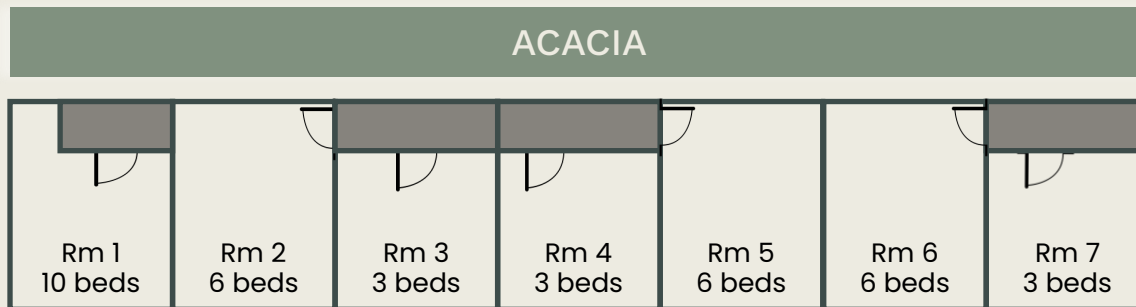 ACACIA
Rm 1
10 beds
Rm 2
6 beds
Rm 3
3 beds
Rm 4
3 beds
Rm 5
6 beds
Rm 6
6 beds
Rm 7
3 beds